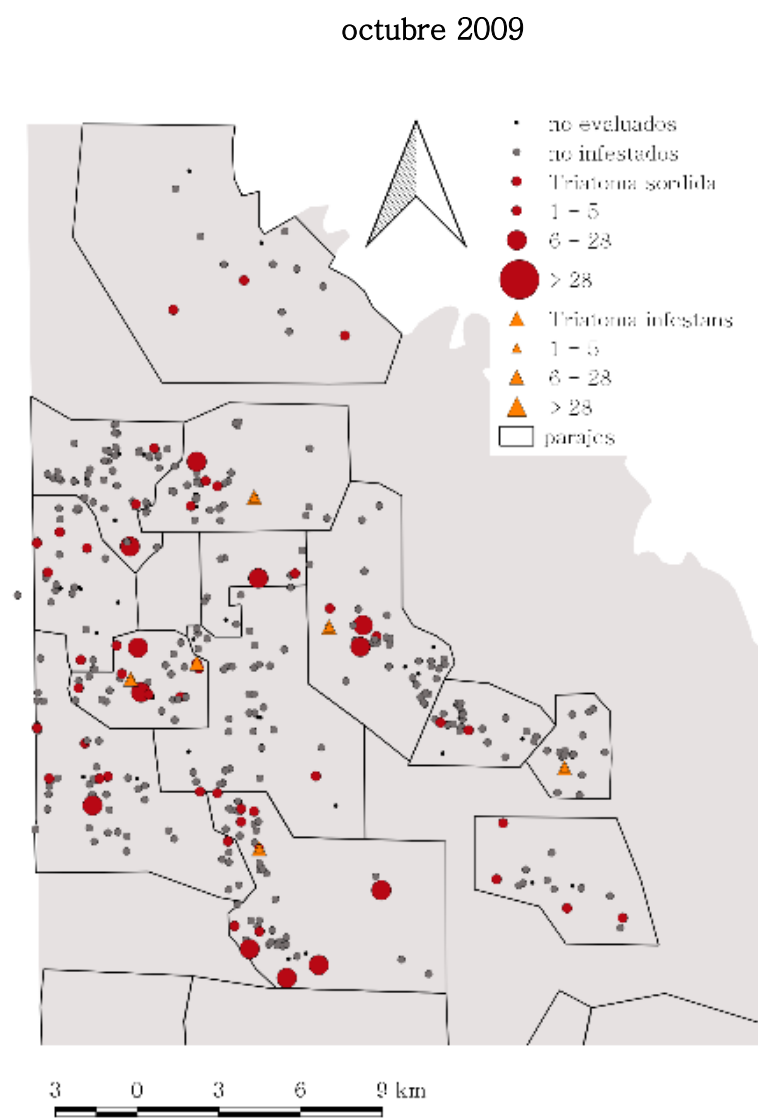 octubre 2009
no evaluados
no infestados
Triatoma sordida
1 – 5
6 – 28
> 28
Triatoma infestans
1 – 5
6 – 28
> 28
parajes
3 0 3 6 9 km